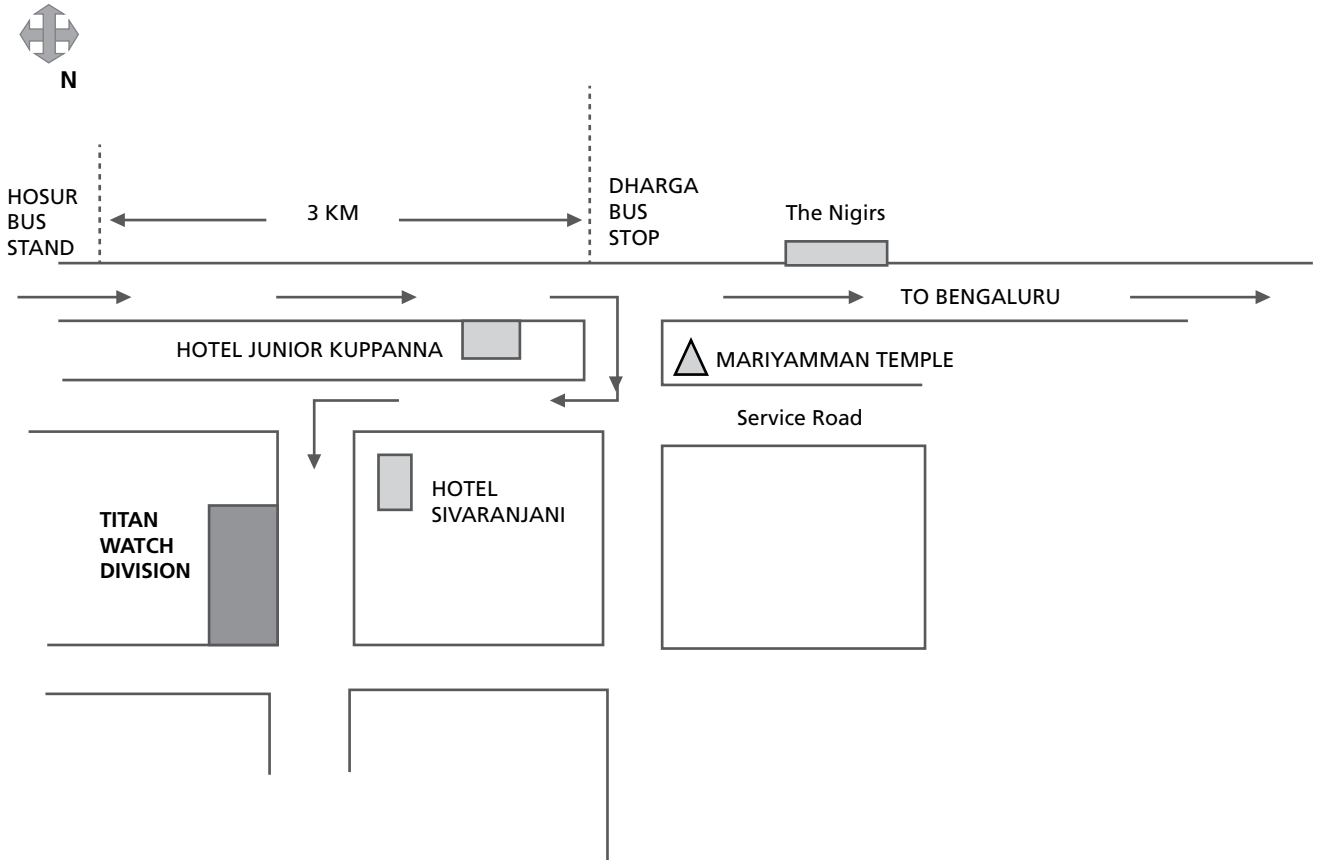 N
HOSUR
BUS
STAND
3 KM
DHARGA
BUS
STOP
The Nigirs
TO BENGALURU
HOTEL JUNIOR KUPPANNA
MARIYAMMAN TEMPLE
Service Road
HOTEL
SIVARANJANI
TITAN
WATCH
DIVISION